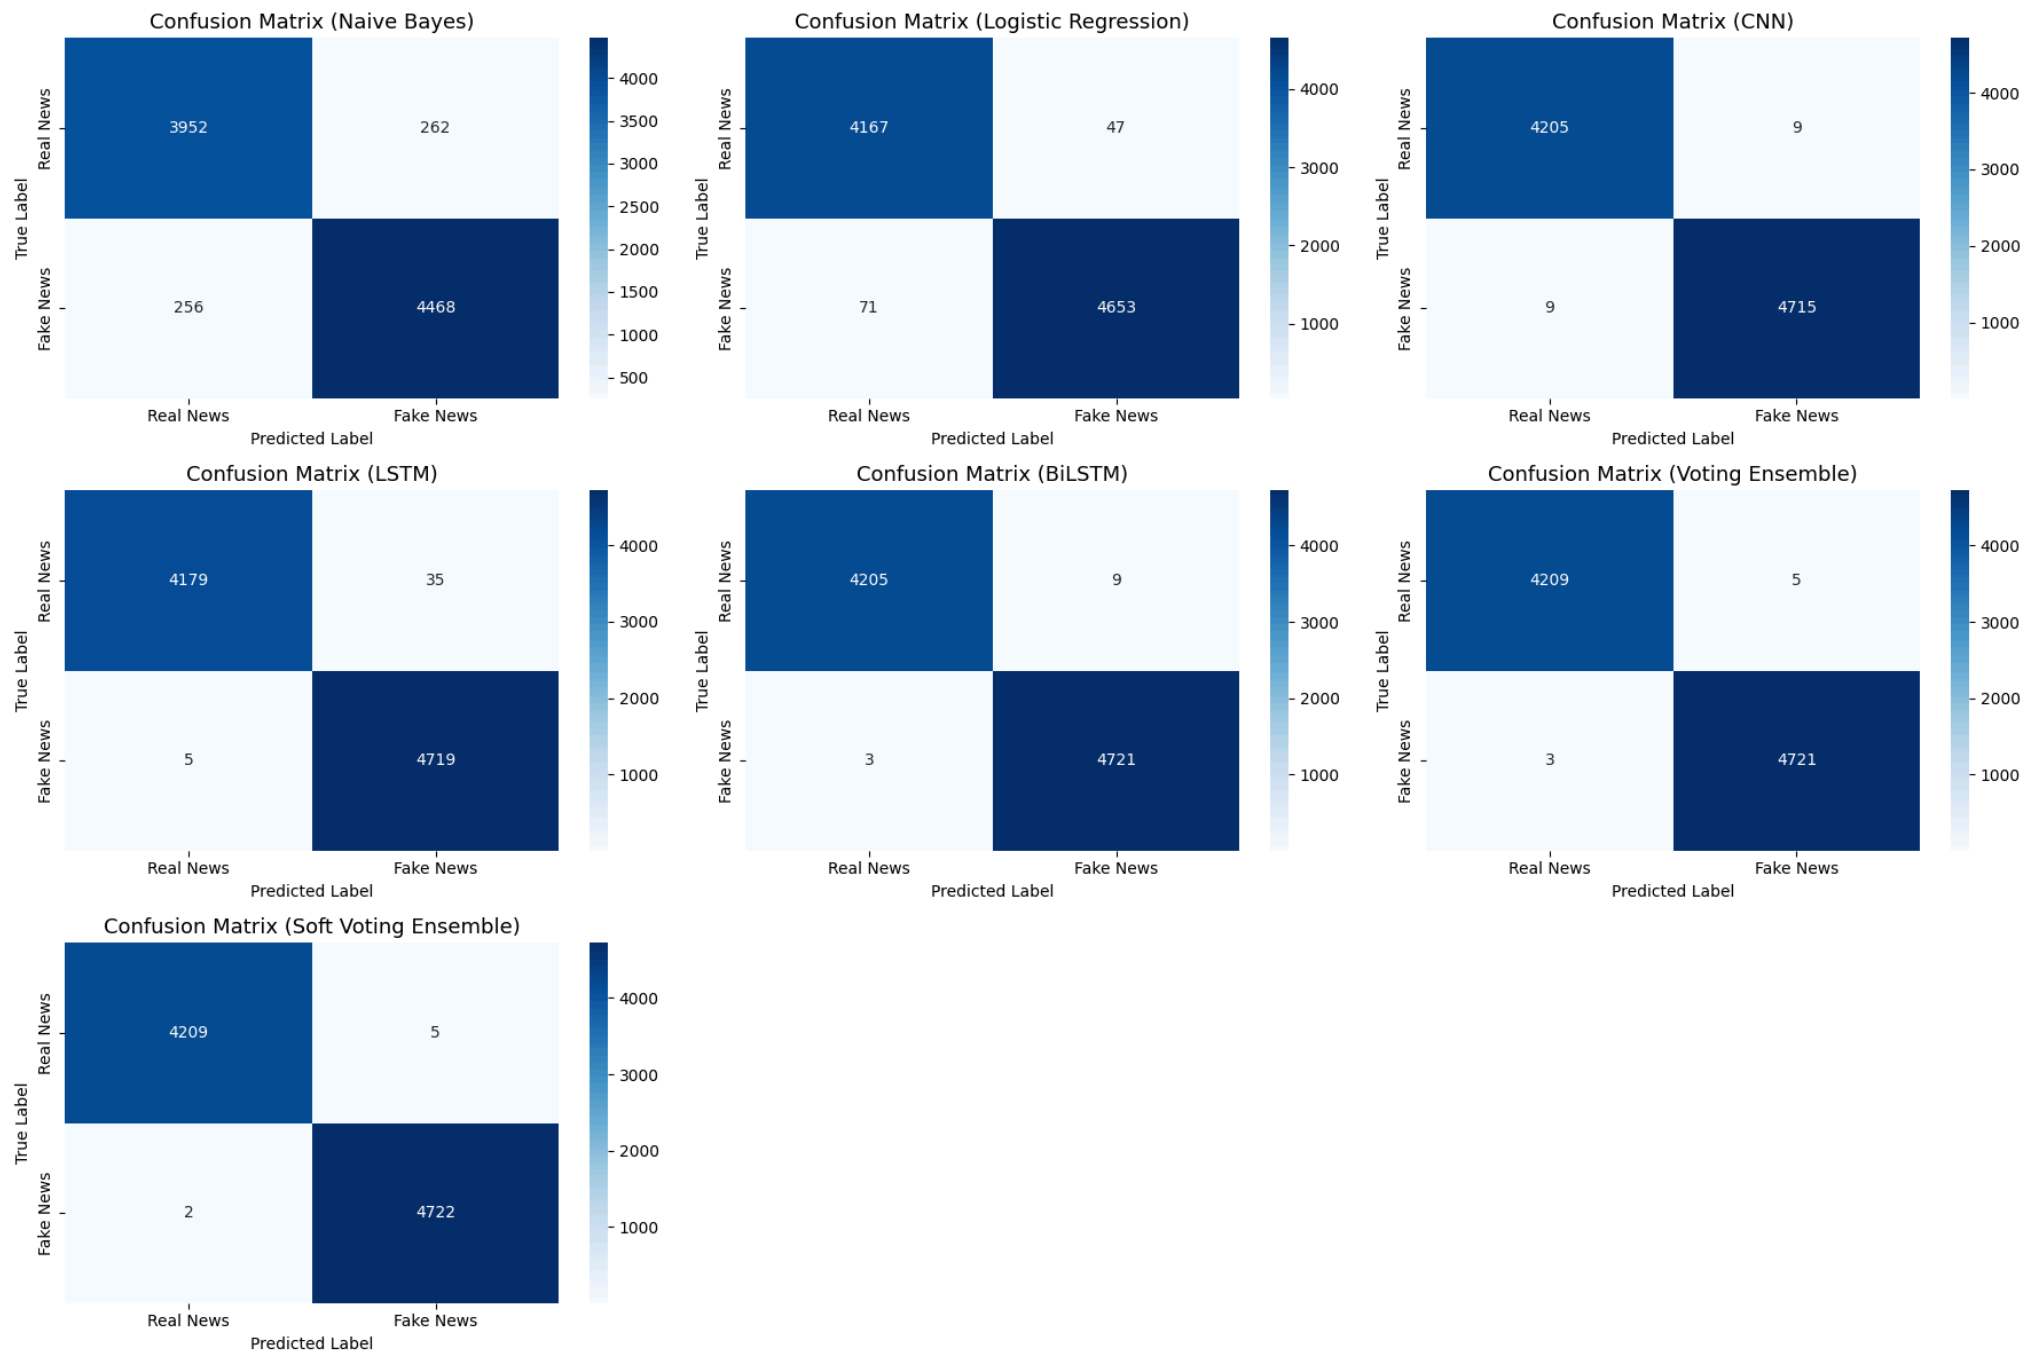 Confusion Matrix (Naive Bayes)
True Label
Real News
Fake News
3952
262
256
4468
Real News
Fake News
Predicted Label
4000
3500
3000
2500
2000
1500
1000
500
Confusion Matrix (Logistic Regression)
True Label
Real News
Fake News
4167
47
71
4653
Real News
Fake News
Predicted Label
4000
3000
2000
1000
Confusion Matrix (CNN)
True Label
Real News
Fake News
4205
9
9
4715
Real News
Fake News
Predicted Label
4000
3000
2000
1000
Confusion Matrix (LSTM)
True Label
Real News
Fake News
4179
35
5
4719
Real News
Fake News
Predicted Label
4000
3000
2000
1000
Confusion Matrix (BiLSTM)
True Label
Real News
Fake News
4205
9
3
4721
Real News
Fake News
Predicted Label
4000
3000
2000
1000
Confusion Matrix (Voting Ensemble)
True Label
Real News
Fake News
4209
5
3
4721
Real News
Fake News
Predicted Label
4000
3000
2000
1000
Confusion Matrix (Soft Voting Ensemble)
True Label
Real News
Fake News
4209
5
2
4722
Real News
Fake News
Predicted Label
4000
3000
2000
1000